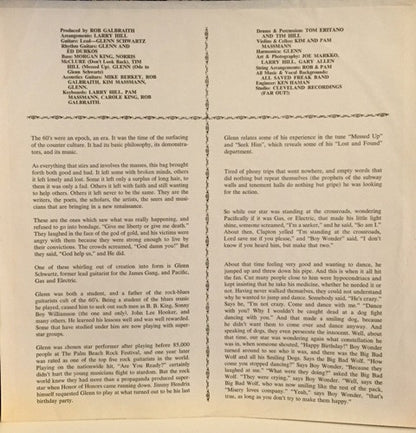 Produced by ROB GALBRAITH
Arrangements: LARRY HILL
Guitars: Lead—GLENN SCHWARTZ
Rhythm Guitars: GLENN AND
ED DURKOS
Bass: MORGAN KING, NORRIS
McCLURE (Don't Look Back), TIM
HILL (Messed Up), GLENN (Ode to
Glenn Schwartz)
Acoustics Guitars: MIKE BERKEY, ROB
GALBRAITH, KIM MASSMANN,
GLENN
Keyboards: LARRY HILL, PAM
MASSMANN, CAROLE KING, ROB
GALBRAITH
The 60's were an epoch, an era. It was the time of the surfacing
of the counter culture. It had its basic philosophy, its demonstra-
tors, and its music.
As everything that stirs and involves the masses, this bag brought
forth both good and bad. It left some with broken minds, others
it left lonely and lost. Some it left only a surplus of long hair, to
them it was only a fad. Others it left with faith and still wanting
to help others. Others it left never to be the same. They are the
writers, the poets, the scholars, the artists, the seers and musi-
cians that are bringing in a new renaissance.
These are the ones which saw what was really happening, and
refused to go into bondage, "Give me liberty or give me death."
They laughed in the face of the god of gold, and his victims were
angry with them because they were strong enough to live by
their convictions. The crowds screamed, "God damn you!" But
they said, "God help us," and He did.
One of these whirling out of creation into form is Glenn
Schwartz, former lead guitarist for the James Gang, and Pacific,
Gas and Electric.
Glenn was both a student, and a father of the rock-blues
guitarists cult of the 60's. Being a student of the blues music
he played, caused him to seek out such men as B. B. King, Sonny
Boy Williamson (the one and only), John Lee Hooker, and
many others. He learned his lessons well and was well rewarded.
Some that have studied under him are now playing with super-
star groups.
Glenn was chosen star performer after playing before 85,000
people at The Palm Beach Rock Festival, and one year later
was rated as one of the top five rock guitarists in the world.
Playing on the nationwide hit, "Are You Ready?" certainly
didn't hurt the young musicians flight to stardom. But the rock
world knew they had more than a propaganda produced super-
star when Honor of Honors came running down. Jimmy Hendrix
himself requested Glenn to play at what turned out to be his last
birthday party.
Drums & Percussion: TOM ERITANO
AND TIM HILL
Violins & Cellos: KIM AND PAM
MASSMANN
Harmonica: GLENN
Art & Photography: JOE MARKKO,
LARRY HILL, GARY ALLEN
String Arrangements: ROB & PAM
All Music & Vocal Backgrounds:
ALL SAVED FREAK BAND
Engineer: KEN HAMAN
Studio: CLEVELAND RECORDINGS
(FAR OUT!)
Glenn relates some of his experience in the tune "Messed Up"
and "Seek Him", which reveals some of his "Lost and Found"
department.
Tired of phony trips that went nowhere, and empty words that
did nothing but repeat themselves (the prophets of the subway
walls and tenement halls do nothing but gripe) he was looking
for the action.
So while our star was standing at the crossroads, wondering
Pacifically if it was Gas, or Electric, that made his little light
shine, someone screamed, "I'm a seeker," and he said, "So am I."
About then, Clapton yelled "I'm standing at the crossroads,
Lord save me if you please," and "Boy Wonder" said, "I don't
know if you heard him, but make that two."
About that time feeling very good and wanting to dance, he
jumped up and threw down his pipe. And this is when it all hit
the fan. Cuz many people close to him were hypocondriacs and
kept insisting that he take his medicine, whether he needed it or
not. Having never walked themselves, they could not understand
why he wanted to jump and dance. Somebody said, "He's crazy."
Says he, "I'm not crazy. Come and dance with me." "Dance
with you? Why I wouldn't be caught dead at a dog fight
dancing with you." And that made a smiling dog, because
he didn't want them to come over and dance anyway. And
speaking of dogs, they even persecute the innocent. Well, about
that time, our star was wondering again what constellation he
was in, when someone shouted, "Happy Birthday!" Boy Wonder
turned around to see who it was, and there was the Big Bad
Wolf and all his Seeding Dogs. Says the Big Bad Wolf, "How
come you stopped dancing?" Says Boy Wonder, "Because they
laughed at me." "What were they doing?" asked the Big Bad
Wolf. "They were crying," says Boy Wonder. "Well, says the
Big Bad Wolf, who was now smiling like the rest of the pack,
"Misery loves company." "Yeah," says Boy Wonder, "that's
true, as long as you don't try to make them happy."